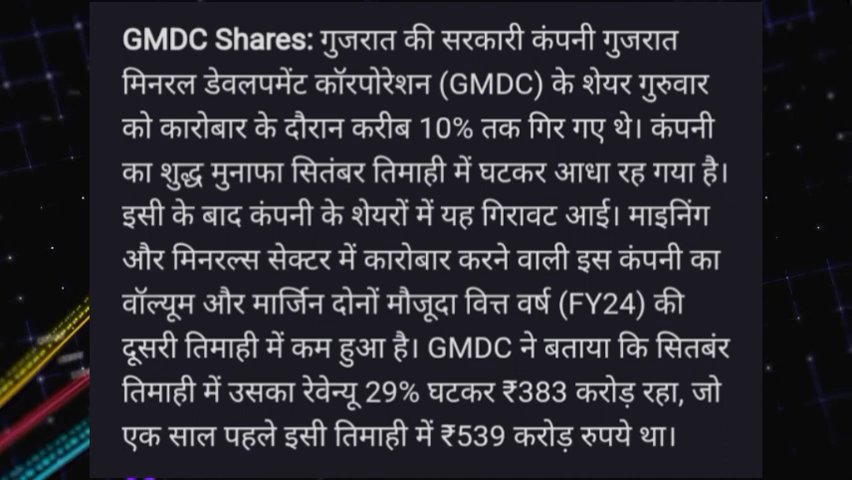 GMDC Shares: गुजरात की सरकारी कंपनी गुजरात
मिनरल डेवलपमेंट कॉरपोरेशन (GMDC) के शेयर गुरुवार
को कारोबार के दौरान करीब 10% तक गिर गए थे। कंपनी
का शुद्ध मुनाफा सितंबर तिमाही में घटकर आधा रह गया है।
इसी के बाद कंपनी के शेयरों में यह गिरावट आई। माइनिंग
और मिनरल्स सेक्टर में कारोबार करने वाली इस कंपनी का
वॉल्यूम और मार्जिन दोनों मौजूदा वित्त वर्ष (FY24) की
दूसरी तिमाही में कम हुआ है। GMDC ने बताया कि सितबंर
तिमाही में उसका रेवेन्यू 29% घटकर ₹383 करोड़ रहा, जो
एक साल पहले इसी तिमाही में ₹539 करोड़ रुपये था।